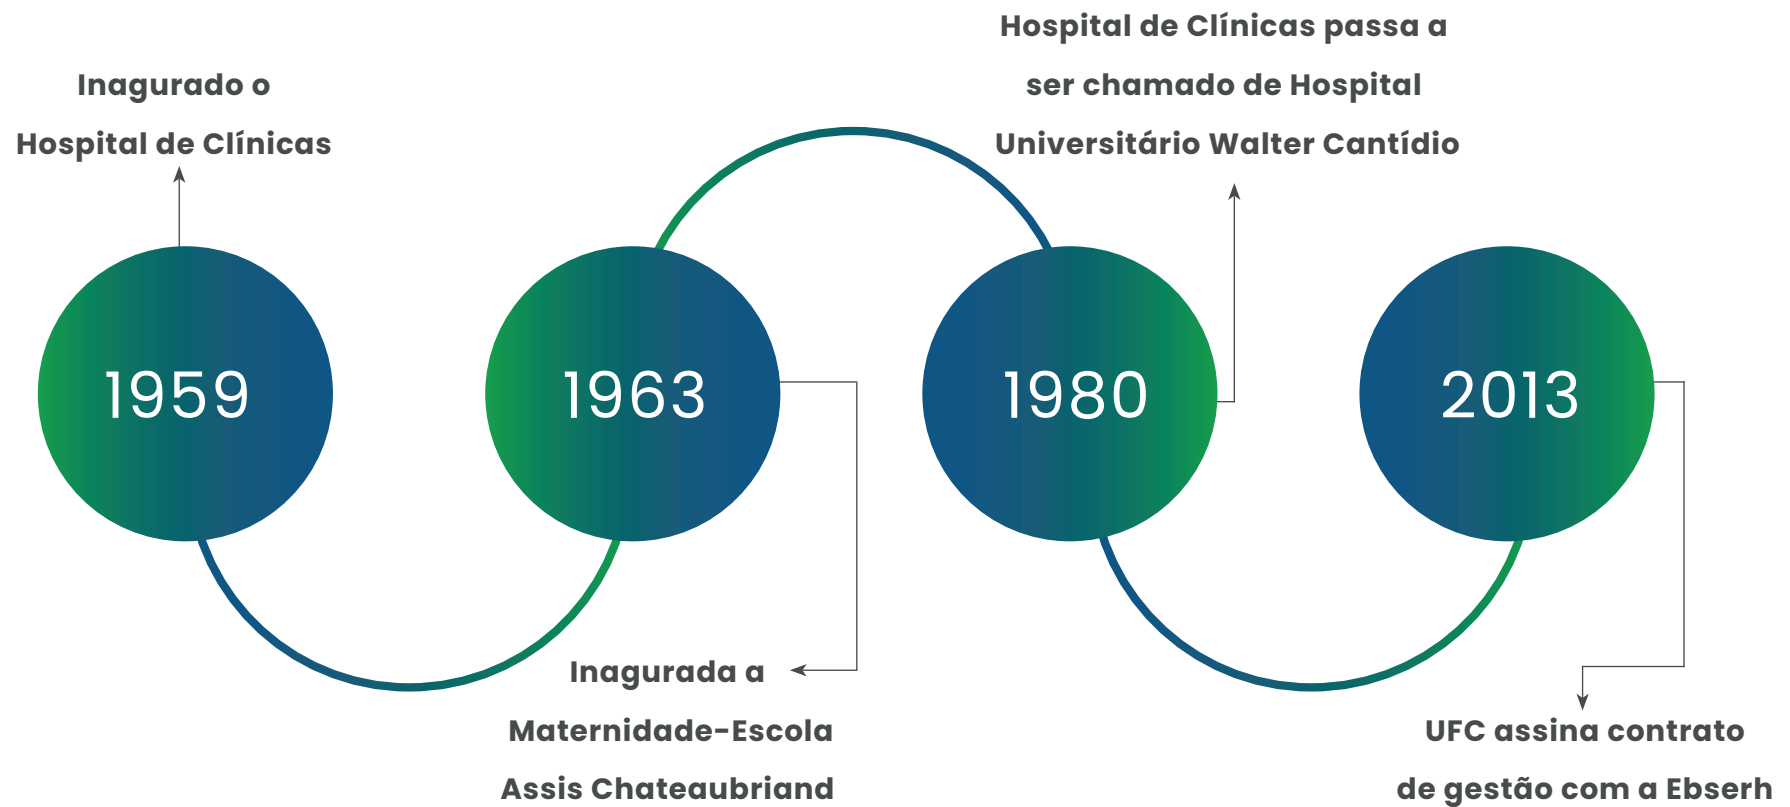 Inagurado o
Hospital de Clínicas
1959
1963
Inagurada a
Maternidade-Escola
Assis Chateaubriand
Hospital de Clínicas passa a
ser chamado de Hospital
Universitário Walter Cantídio
1980
2013
UFC assina contrato
de gestão com a Ebserh